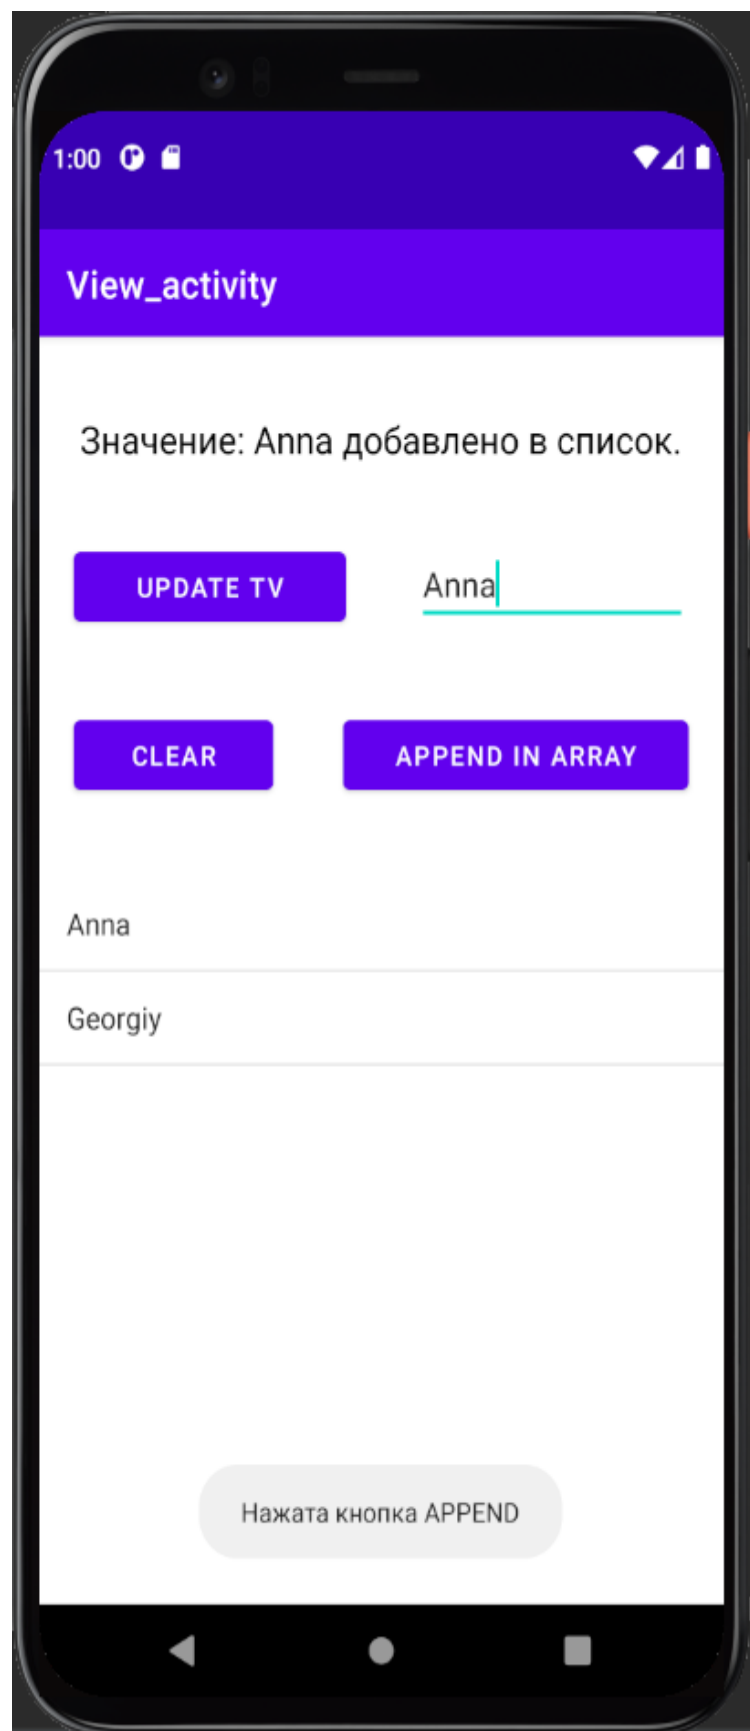 1:00
View_activity
Значение: Anna добавлено в список.
UPDATE TV
Anna
CLEAR
APPEND IN ARRAY
Anna
Georgiy
Нажата кнопка APPEND